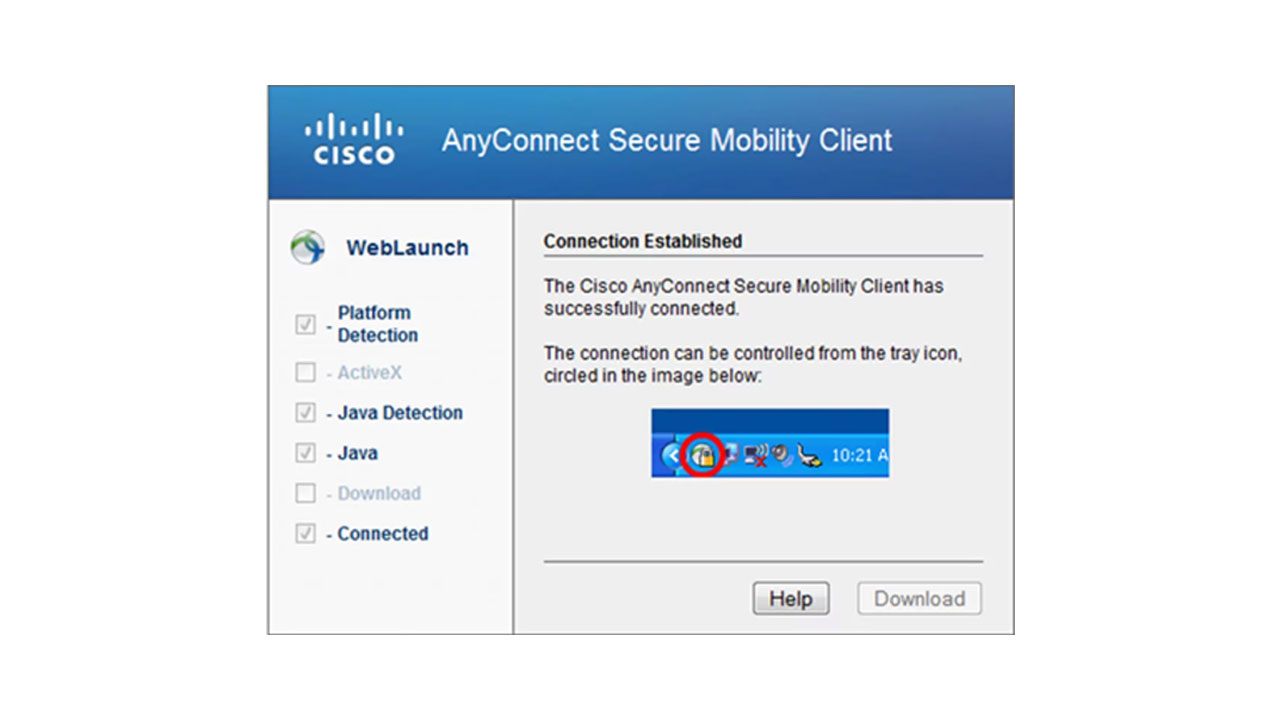 CISCO
AnyConnect Secure Mobility Client
WebLaunch
- Platform
Detection
- ActiveX
- Java Detection
- Java
- Download
- Connected
Connection Established
The Cisco AnyConnect Secure Mobility Client has
successfully connected.
The connection can be controlled from the tray icon,
circled in the image below:
10:21 A
Help
Download